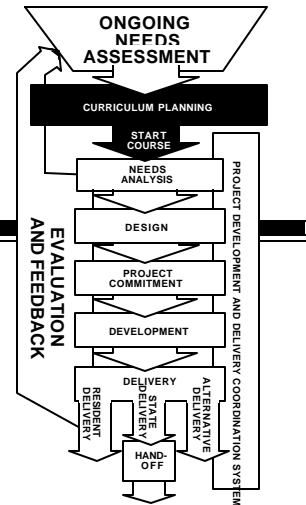 ONGOING
NEEDS
ASSESSMENT
CURRICULUM PLANNING
START
COURSE
NEEDS
ANALYSIS
DESIGN
PROJECT
COMMITMENT
DEVELOPMENT
DELIVERY
RESIDENT
DELIVERY
STATE
DELIVERY
ALTERNATIVE
DELIVERY
HAND-
OFF
EVALUATION
AND FEEDBACK
PROJECT DEVELOPMENT AND DELIVERY COORDINATION SYSTEM